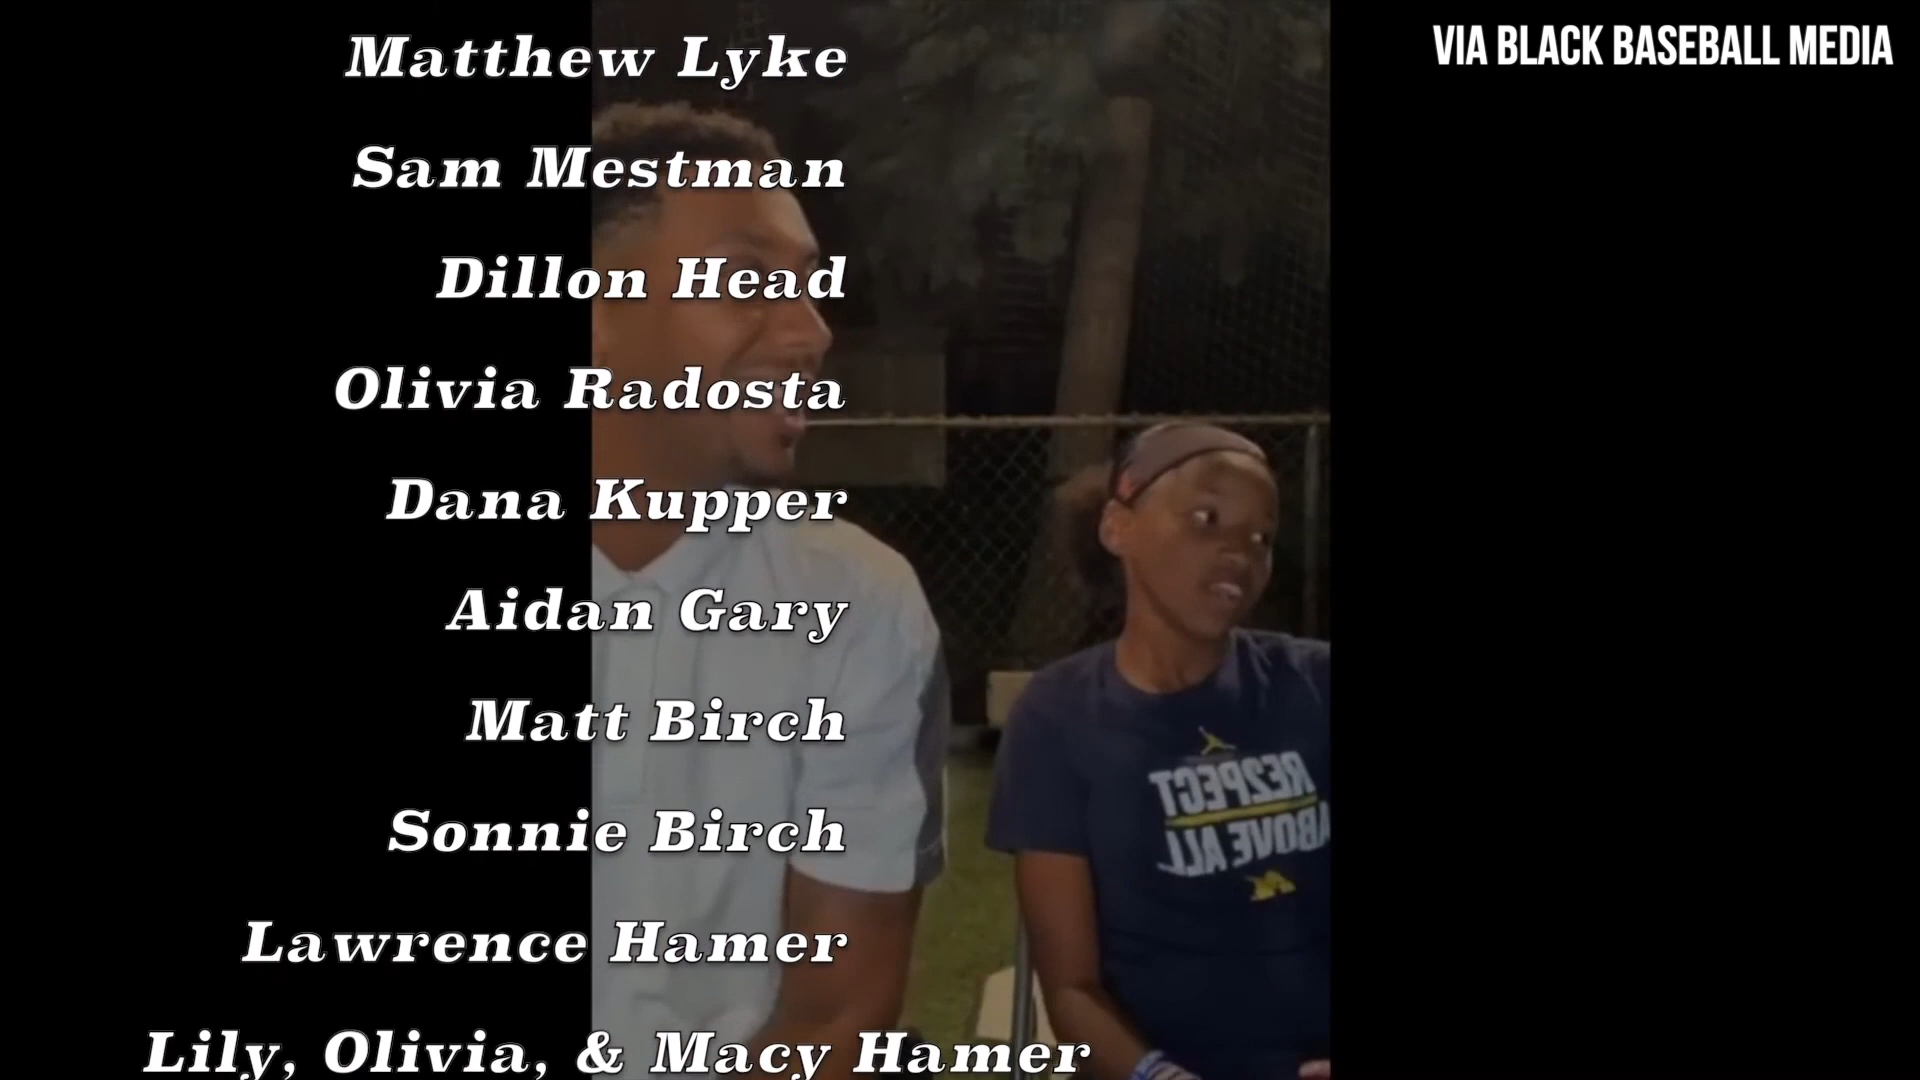 VIA BLACK BASEBALL MEDIA
Matthew Lyke
Sam Mestman
Dillon Head
Olivia Radosta
Dana Kupper
Aidan Gary
Matt Birch
Sonnie Birch
Lawrence Hamer
Lily, Olivia, & Macy Hamer
RE2PECT
ABOVE ALL